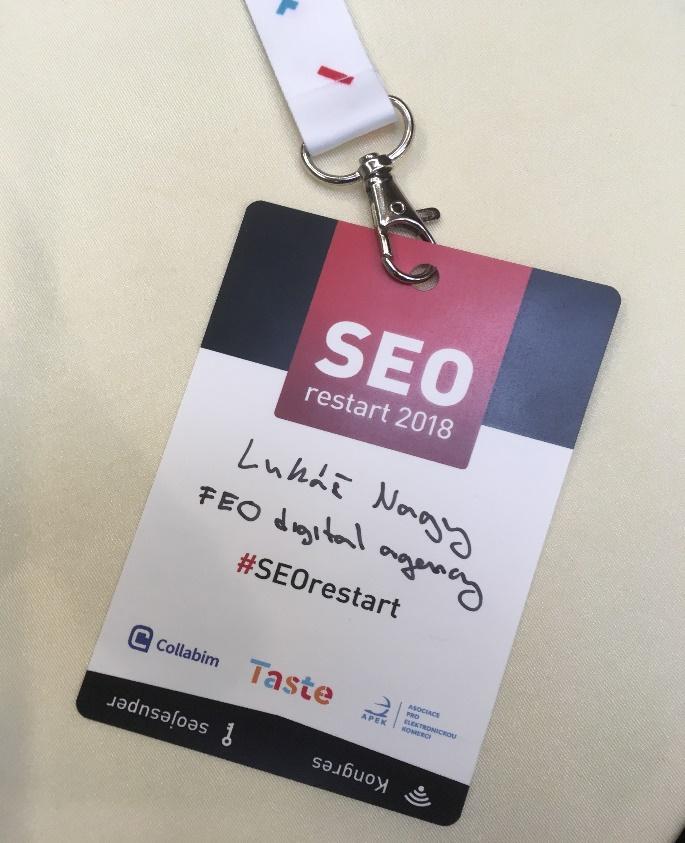 SEO
restart 2018
Lukáš Nagy
FEO digital agency
#SEOrestart
Collabim
Taste
APEK
ASOCIACE
PRO
ELEKTRONICKOU
KOMERCI
Kongres
seojesuper